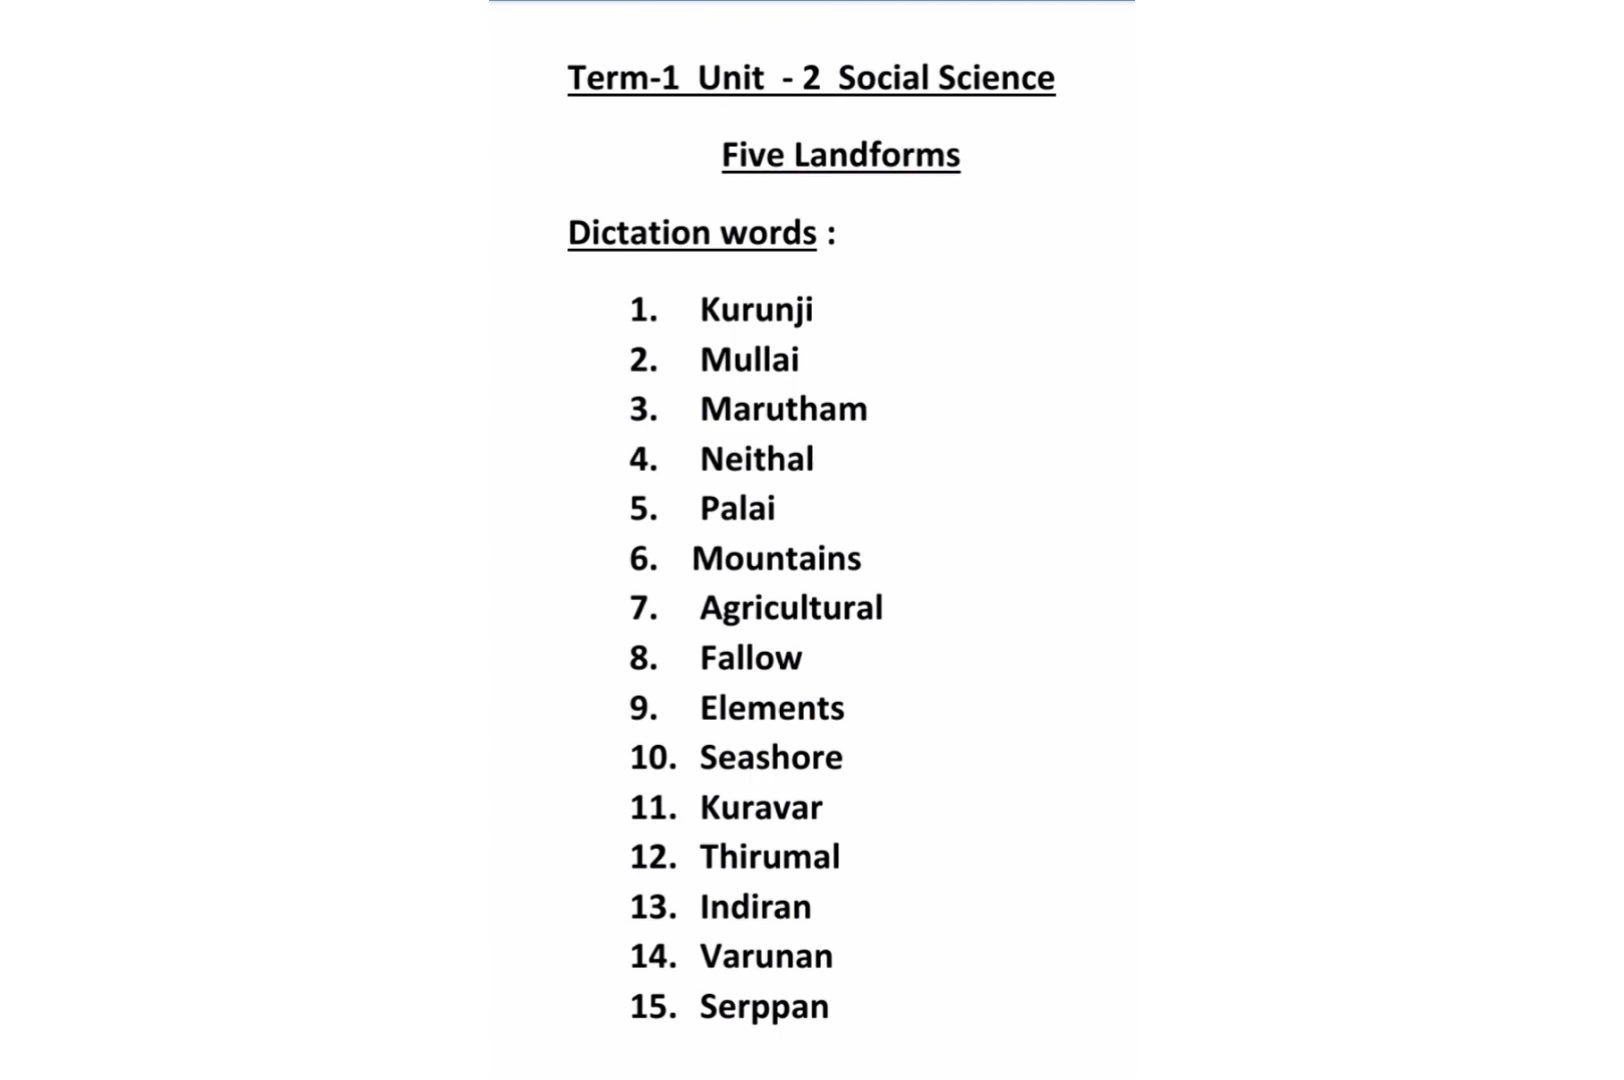 Term-1 Unit - 2 Social Science
Five Landforms
Dictation words :
1. Kurunji
2. Mullai
3. Marutham
4. Neithal
5. Palai
6. Mountains
7. Agricultural
8. Fallow
9. Elements
10. Seashore
11. Kuravar
12. Thirumal
13. Indiran
14. Varunan
15. Serppan